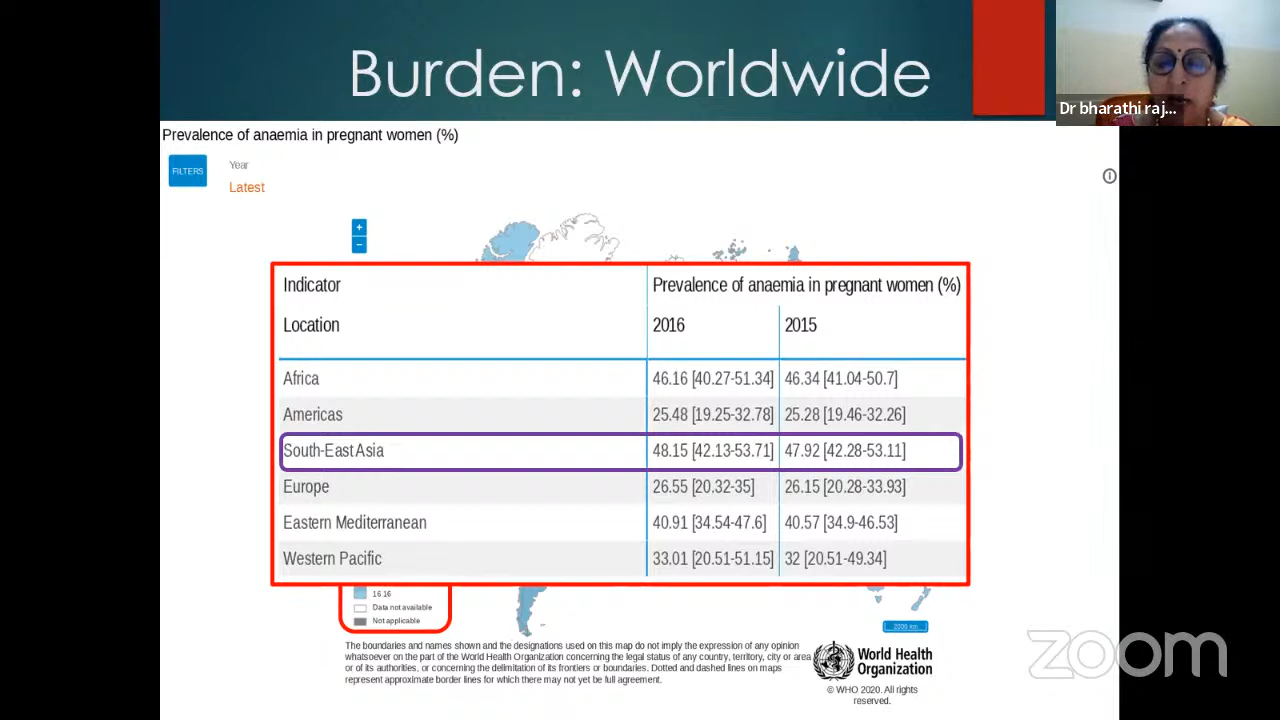 Burden: Worldwide
Dr bharathi raj...
Prevalence of anaemia in pregnant women (%)
FILTERS
Year
Latest
+
−
Indicator
Prevalence of anaemia in pregnant women (%)
Location
2016
2015
Africa
46.16 [40.27-51.34]
46.34 [41.04-50.7]
Americas
25.48 [19.25-32.78]
25.28 [19.46-32.26]
South-East Asia
48.15 [42.13-53.71]
47.92 [42.28-53.11]
Europe
26.55 [20.32-35]
26.15 [20.28-33.93]
Eastern Mediterranean
40.91 [34.54-47.6]
40.57 [34.9-46.53]
Western Pacific
33.01 [20.51-51.15]
32 [20.51-49.34]
16 16
Data not available
Not applicable
The boundaries and names shown and the designations used on this map do not imply the expression of any opinion
whatsoever on the part of the World Health Organization concerning the legal status of any country, territory, city or area
or of its authorities, or concerning the delimitation of its frontiers or boundaries. Dotted and dashed lines on maps
represent approximate border lines for which there may not yet be full agreement.
World Health
Organization
© WHO 2020. All rights
reserved.
zoom